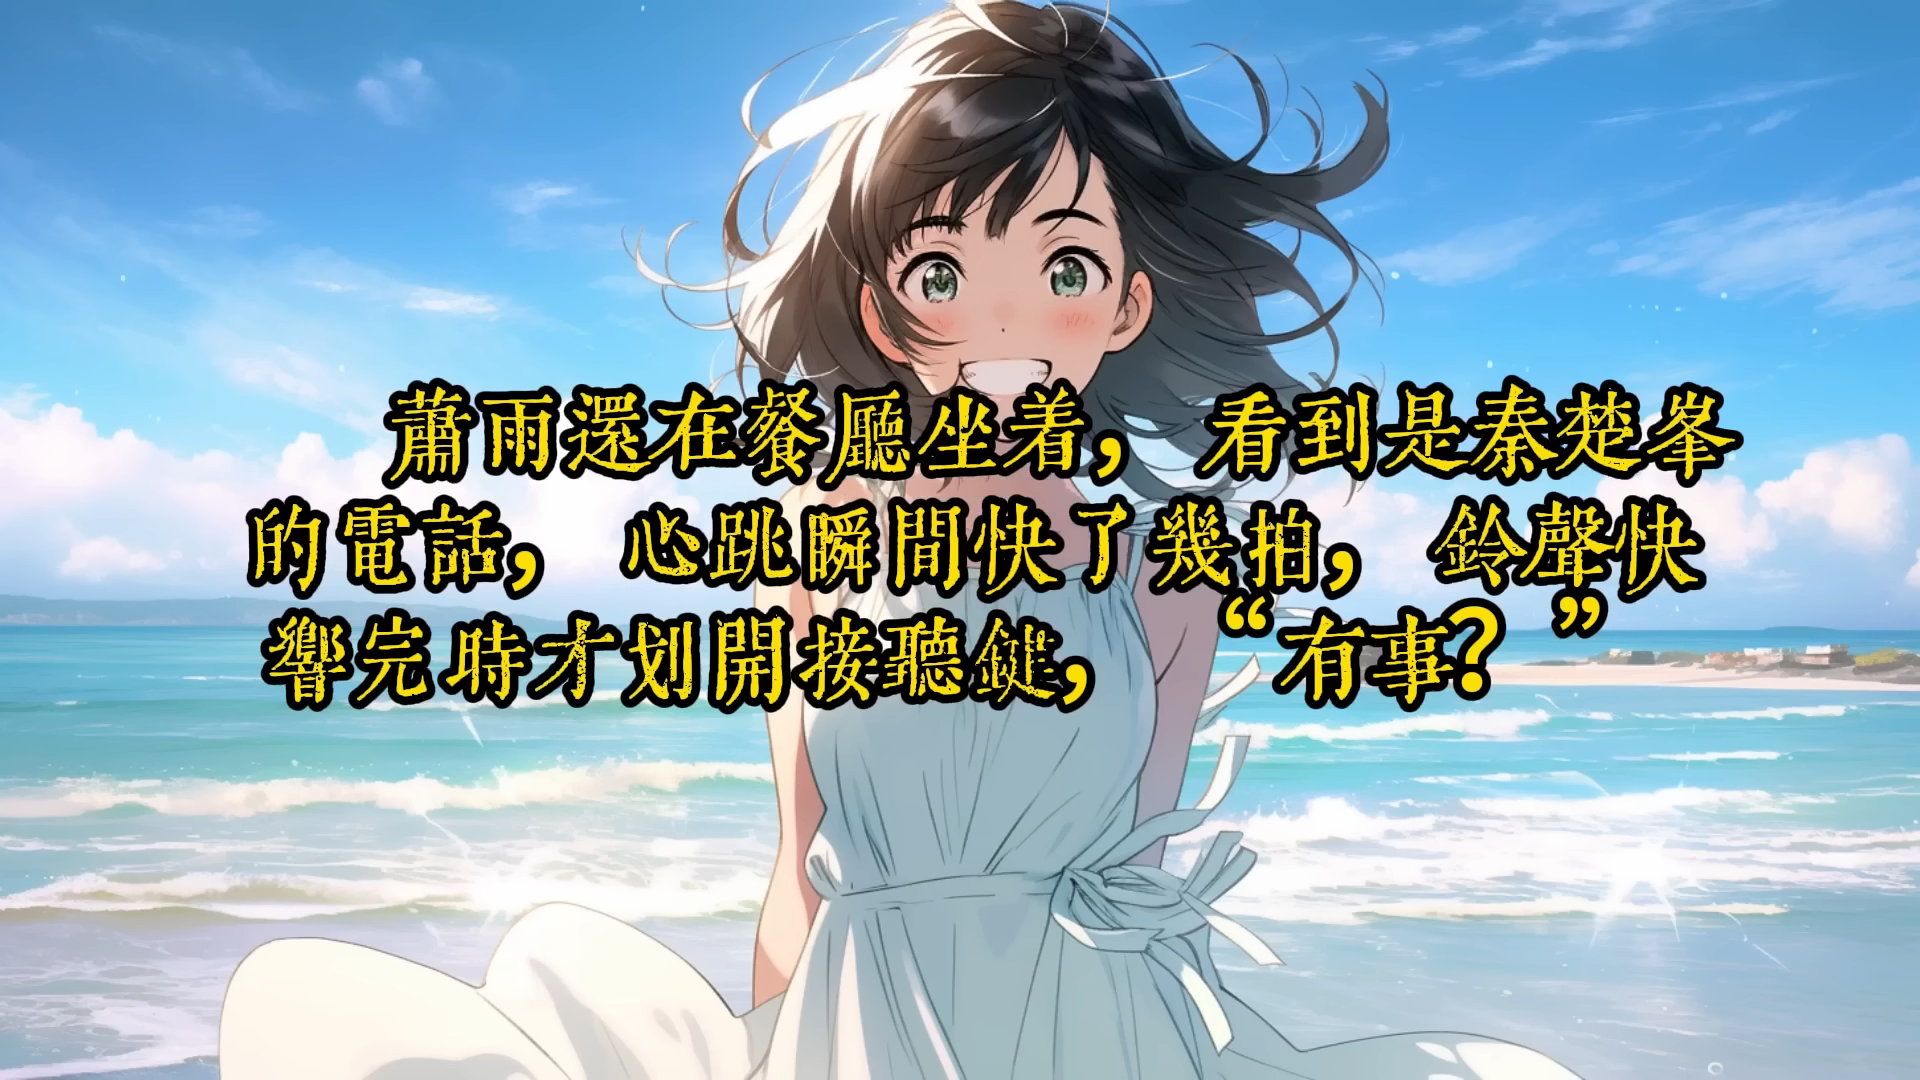 蕭雨還在餐廳坐着，看到是秦楚峯
的電話，心跳瞬間快了幾拍，鈴聲快
響完時才划開接聽鍵，“有事？”